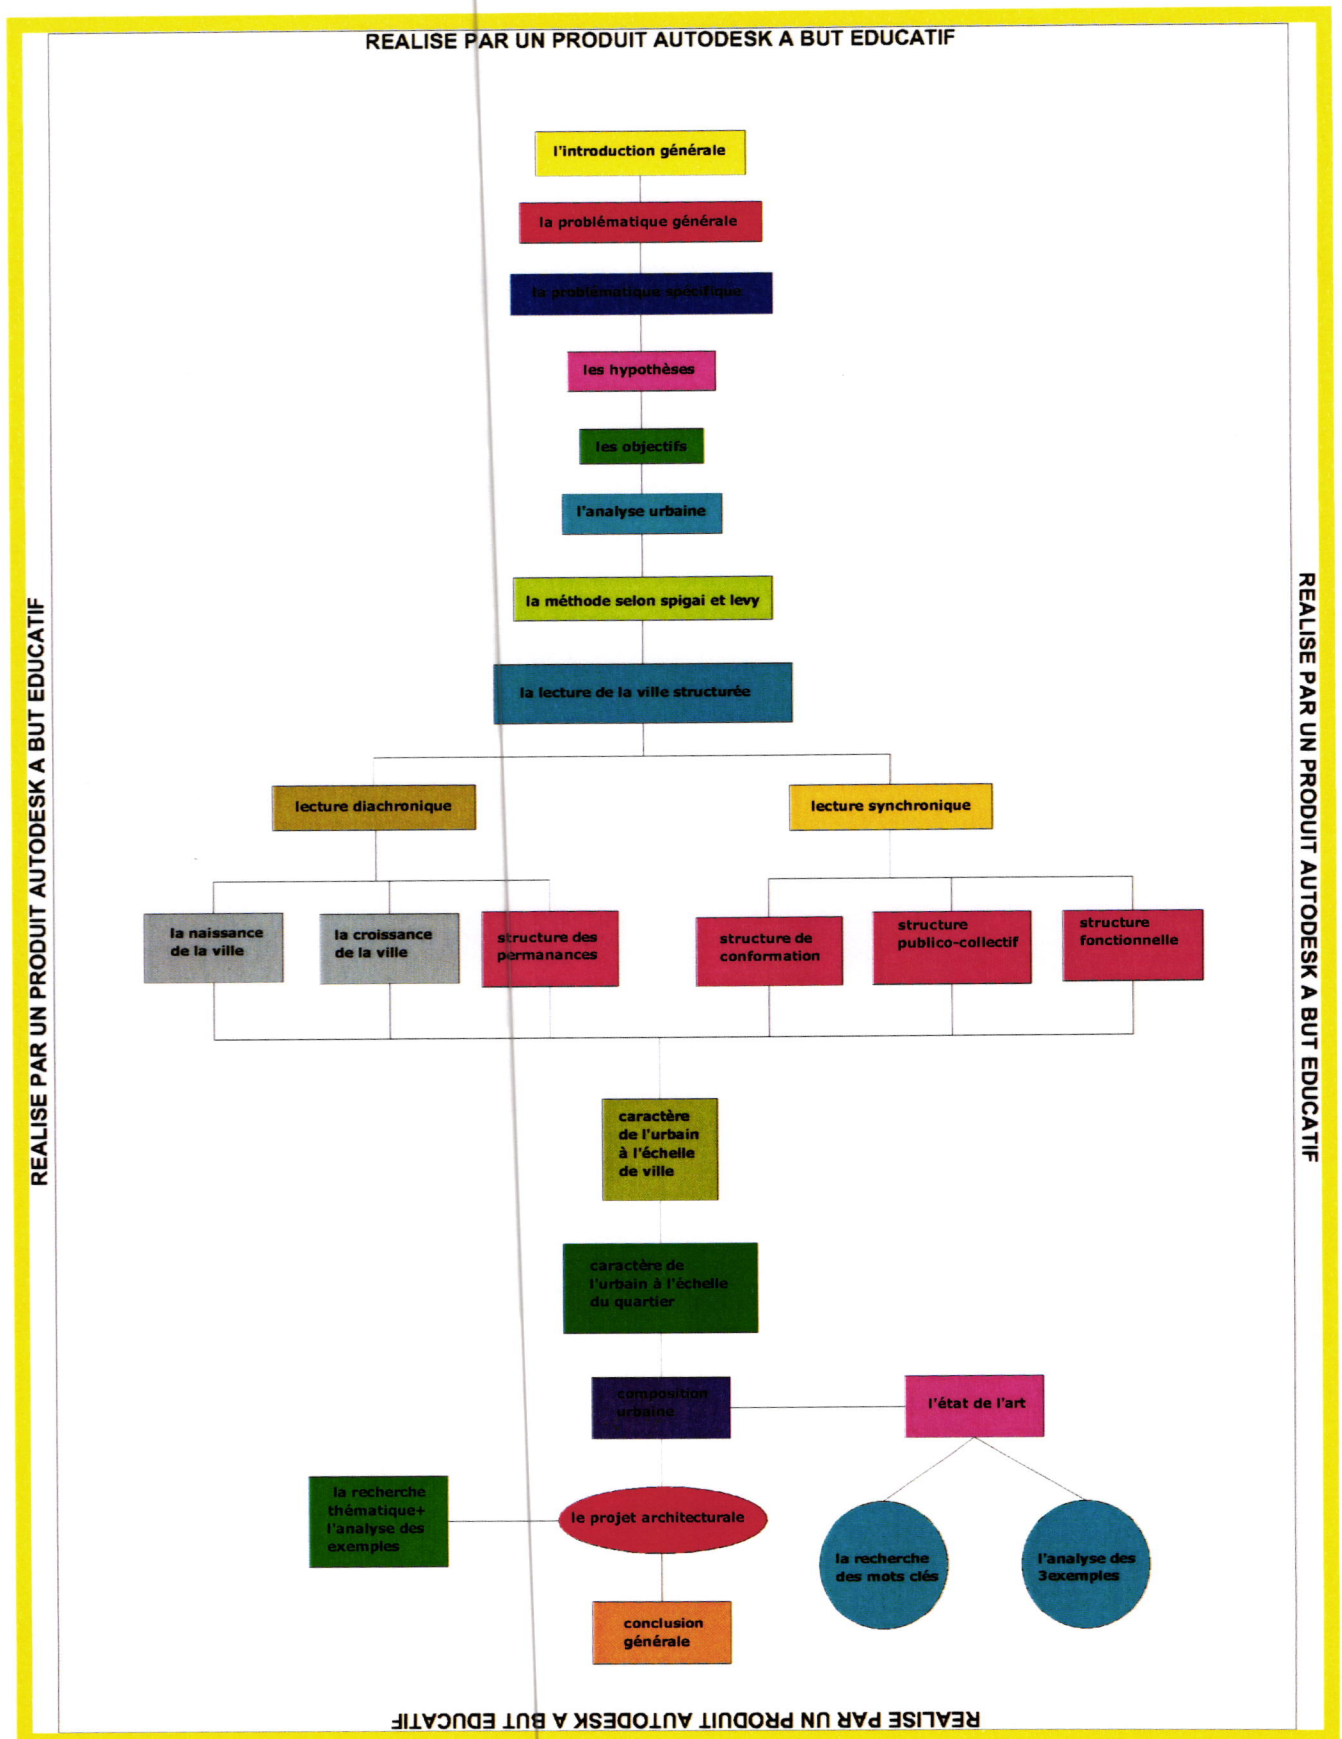 REALISE PAR UN PRODUIT AUTODESK A BUT EDUCATIF
l'introduction générale
la problématique générale
la problématique spécifique
les hypothèses
les objectifs
l'analyse urbaine
la méthode selon spigai et levy
la lecture de la ville structurée
lecture diachronique
lecture synchronique
la naissance
de la ville
la croissance
de la ville
structure des
permanances
structure de
conformation
structure
publico-collectif
structure
fonctionnelle
caractère
de l'urbain
à l'échelle
de ville
caractère de
l'urbain à l'échelle
du quartier
composition
urbaine
l'état de l'art
la recherche
thématique+
l'analyse des
exemples
le projet architecturale
la recherche
des mots clés
l'analyse des
3exemples
conclusion
générale
REALISE PAR UN PRODUIT AUTODESK A BUT EDUCATIF
REALISE PAR UN PRODUIT AUTODESK A BUT EDUCATIF
REALISE PAR UN PRODUIT AUTODESK A BUT EDUCATIF